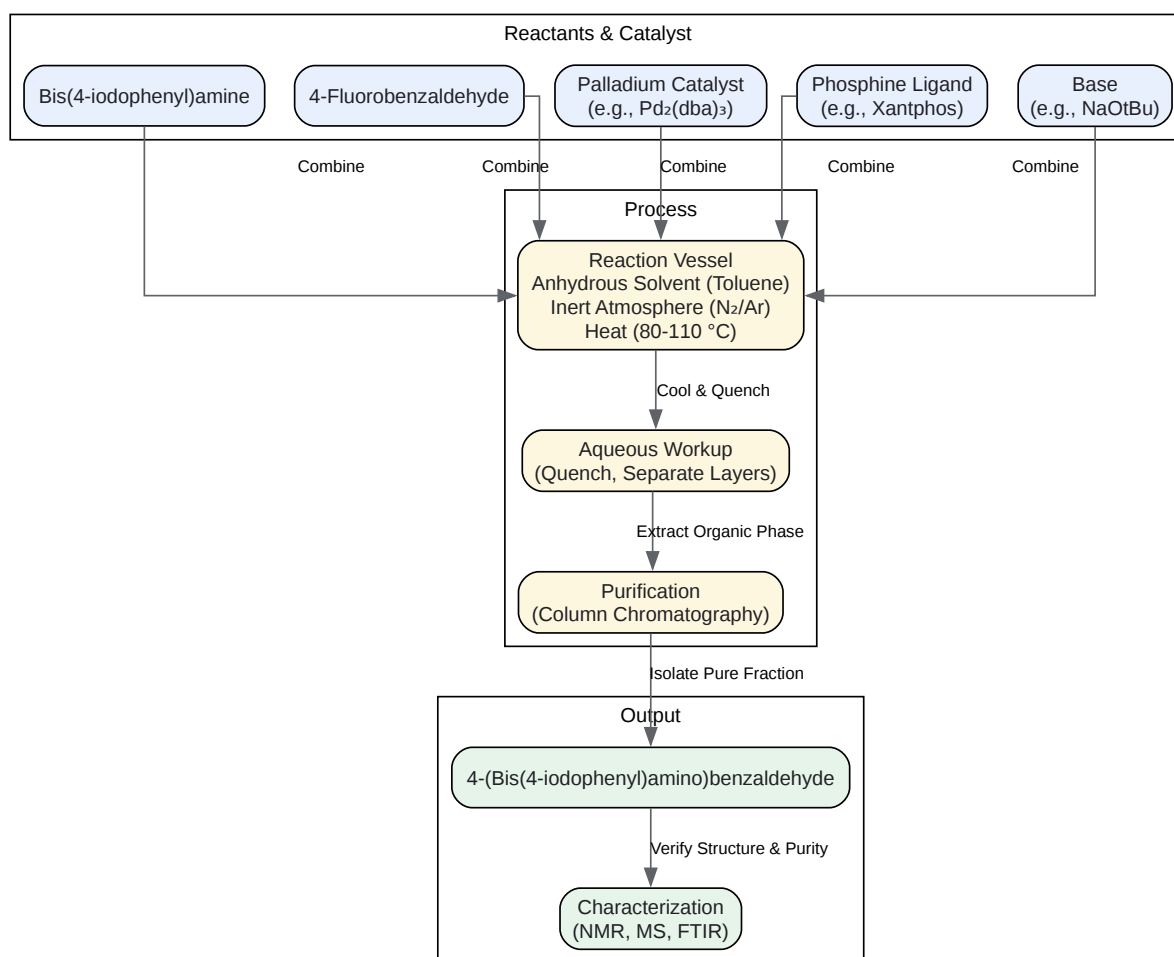 Reactants & Catalyst
Bis(4-iodophenyl)amine
4-Fluorobenzaldehyde
Palladium Catalyst
(e.g., Pd₂(dba)₃)
Phosphine Ligand
(e.g., Xantphos)
Base
(e.g., NaOtBu)
Combine
Combine
Combine
Combine
Combine
Process
Reaction Vessel
Anhydrous Solvent (Toluene)
Inert Atmosphere (N₂/Ar)
Heat (80-110 °C)
Cool & Quench
Aqueous Workup
(Quench, Separate Layers)
Extract Organic Phase
Purification
(Column Chromatography)
Isolate Pure Fraction
Output
4-(Bis(4-iodophenyl)amino)benzaldehyde
Verify Structure & Purity
Characterization
(NMR, MS, FTIR)